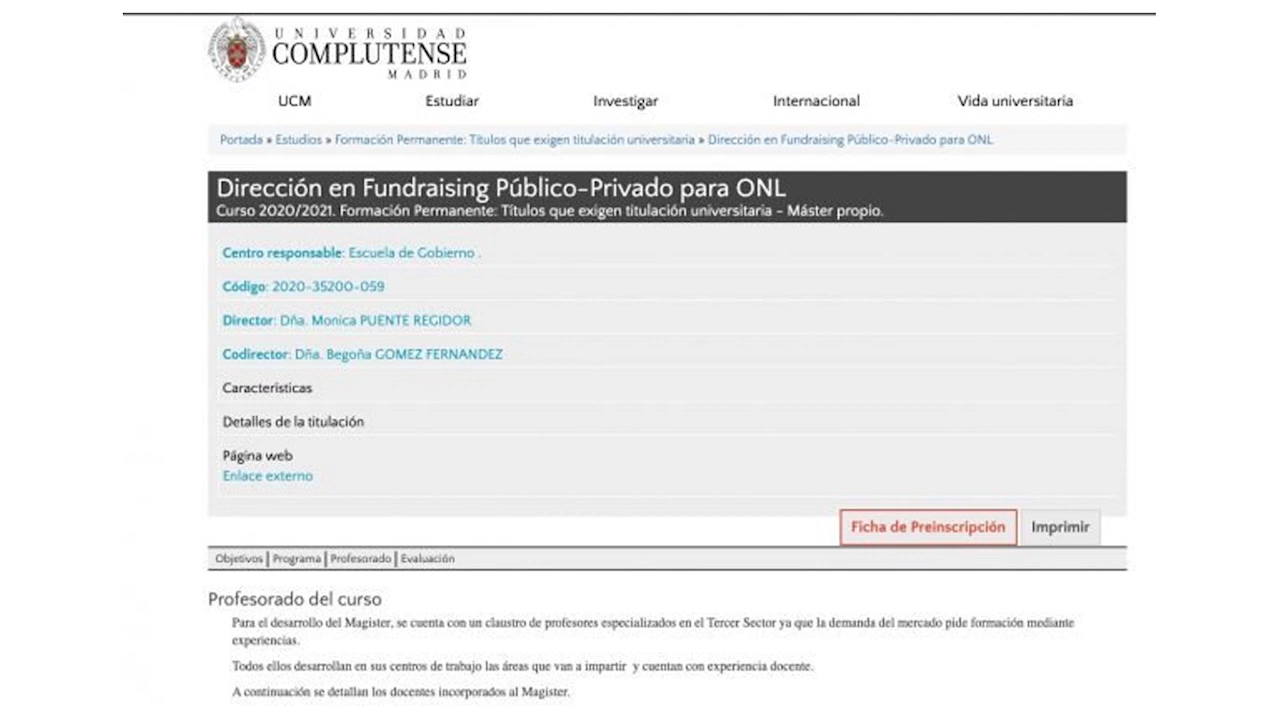 UNIVERSIDAD
COMPLUTENSE
MADRID
UCM Estudiar Investigar Internacional Vida universitaria
Portada » Estudios » Formación Permanente: Títulos que exigen titulación universitaria » Dirección en Fundraising Público-Privado para ONL
Dirección en Fundraising Público-Privado para ONL
Curso 2020/2021. Formación Permanente: Títulos que exigen titulación universitaria - Máster propio.
Centro responsable: Escuela de Gobierno .
Código: 2020-35200-059
Director: Dña. Monica PUENTE REGIDOR
Codirector: Dña. Begoña GOMEZ FERNANDEZ
Características
Detalles de la titulación
Página web
Enlace externo
Ficha de Preinscripción Imprimir
Objetivos | Programa | Profesorado | Evaluación
Profesorado del curso
Para el desarrollo del Magister, se cuenta con un claustro de profesores especializados en el Tercer Sector ya que la demanda del mercado pide formación mediante
experiencias.
Todos ellos desarrollan en sus centros de trabajo las áreas que van a impartir y cuentan con experiencia docente.
A continuación se detallan los docentes incorporados al Magister.